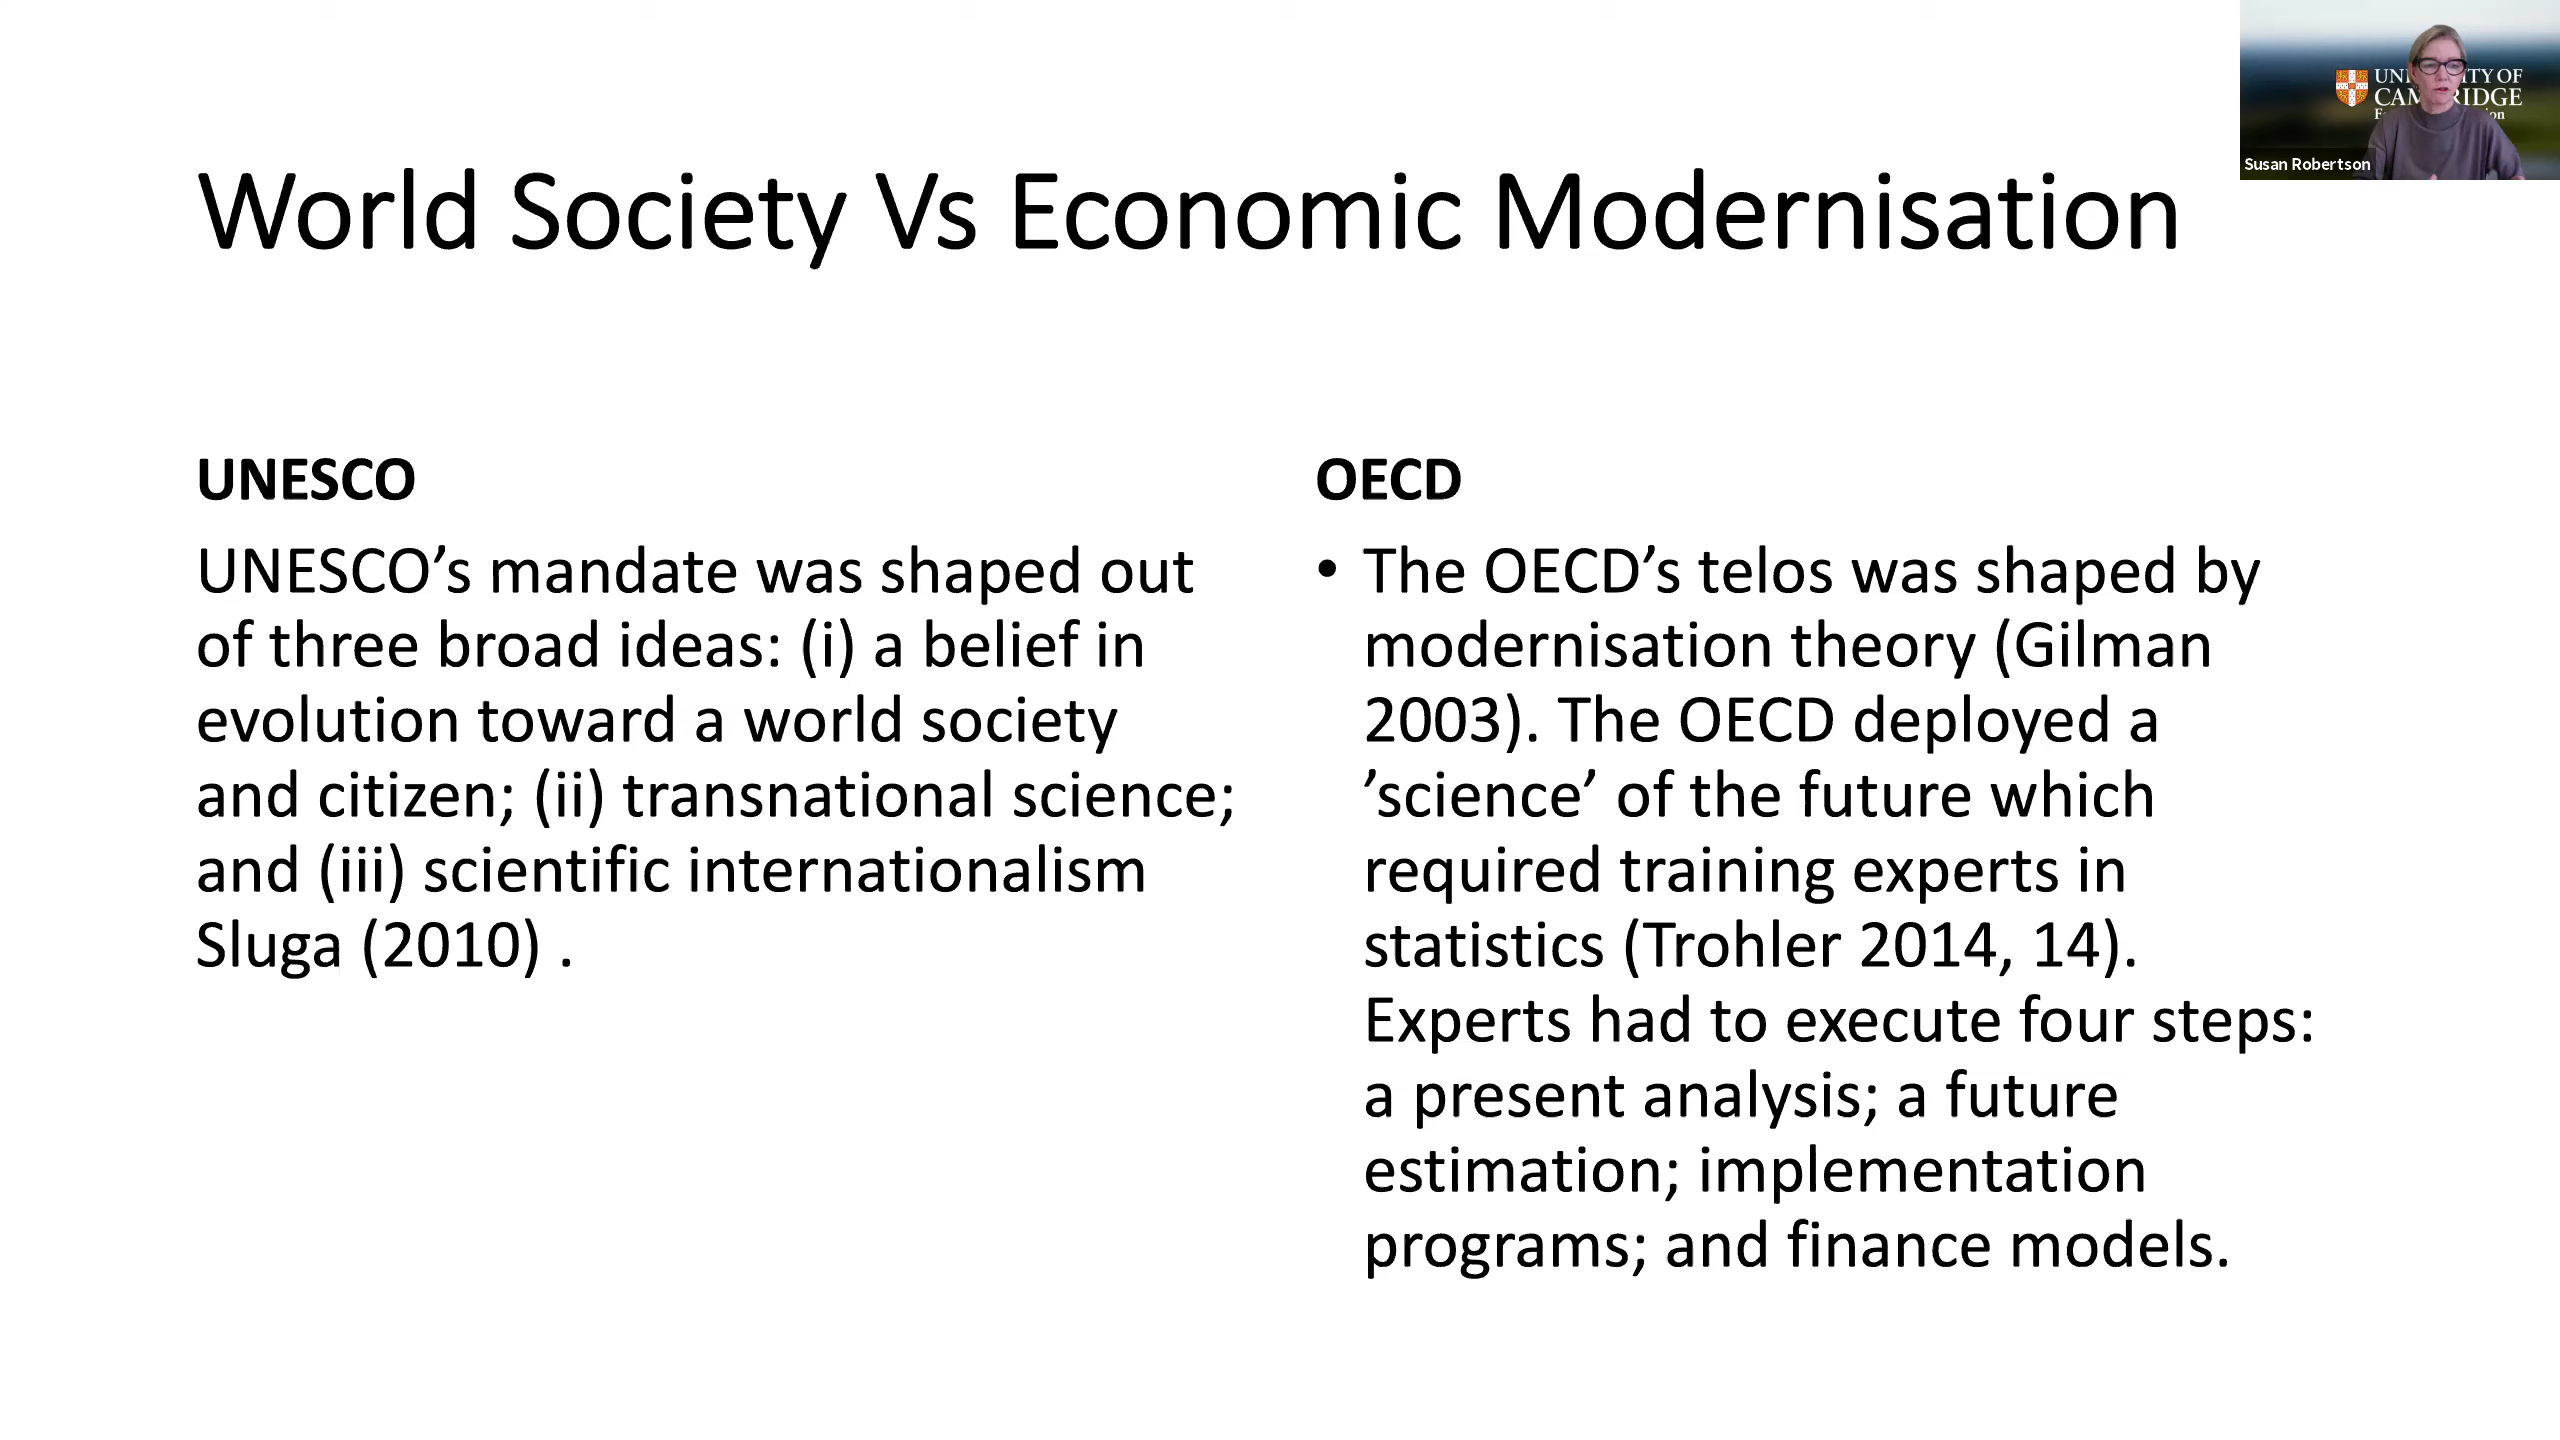 World Society Vs Economic Modernisation
UNESCO
UNESCO’s mandate was shaped out
of three broad ideas: (i) a belief in
evolution toward a world society
and citizen; (ii) transnational science;
and (iii) scientific internationalism
Sluga (2010) .
OECD
• The OECD’s telos was shaped by
modernisation theory (Gilman
2003). The OECD deployed a
’science’ of the future which
required training experts in
statistics (Trohler 2014, 14).
Experts had to execute four steps:
a present analysis; a future
estimation; implementation
programs; and finance models.
Susan Robertson